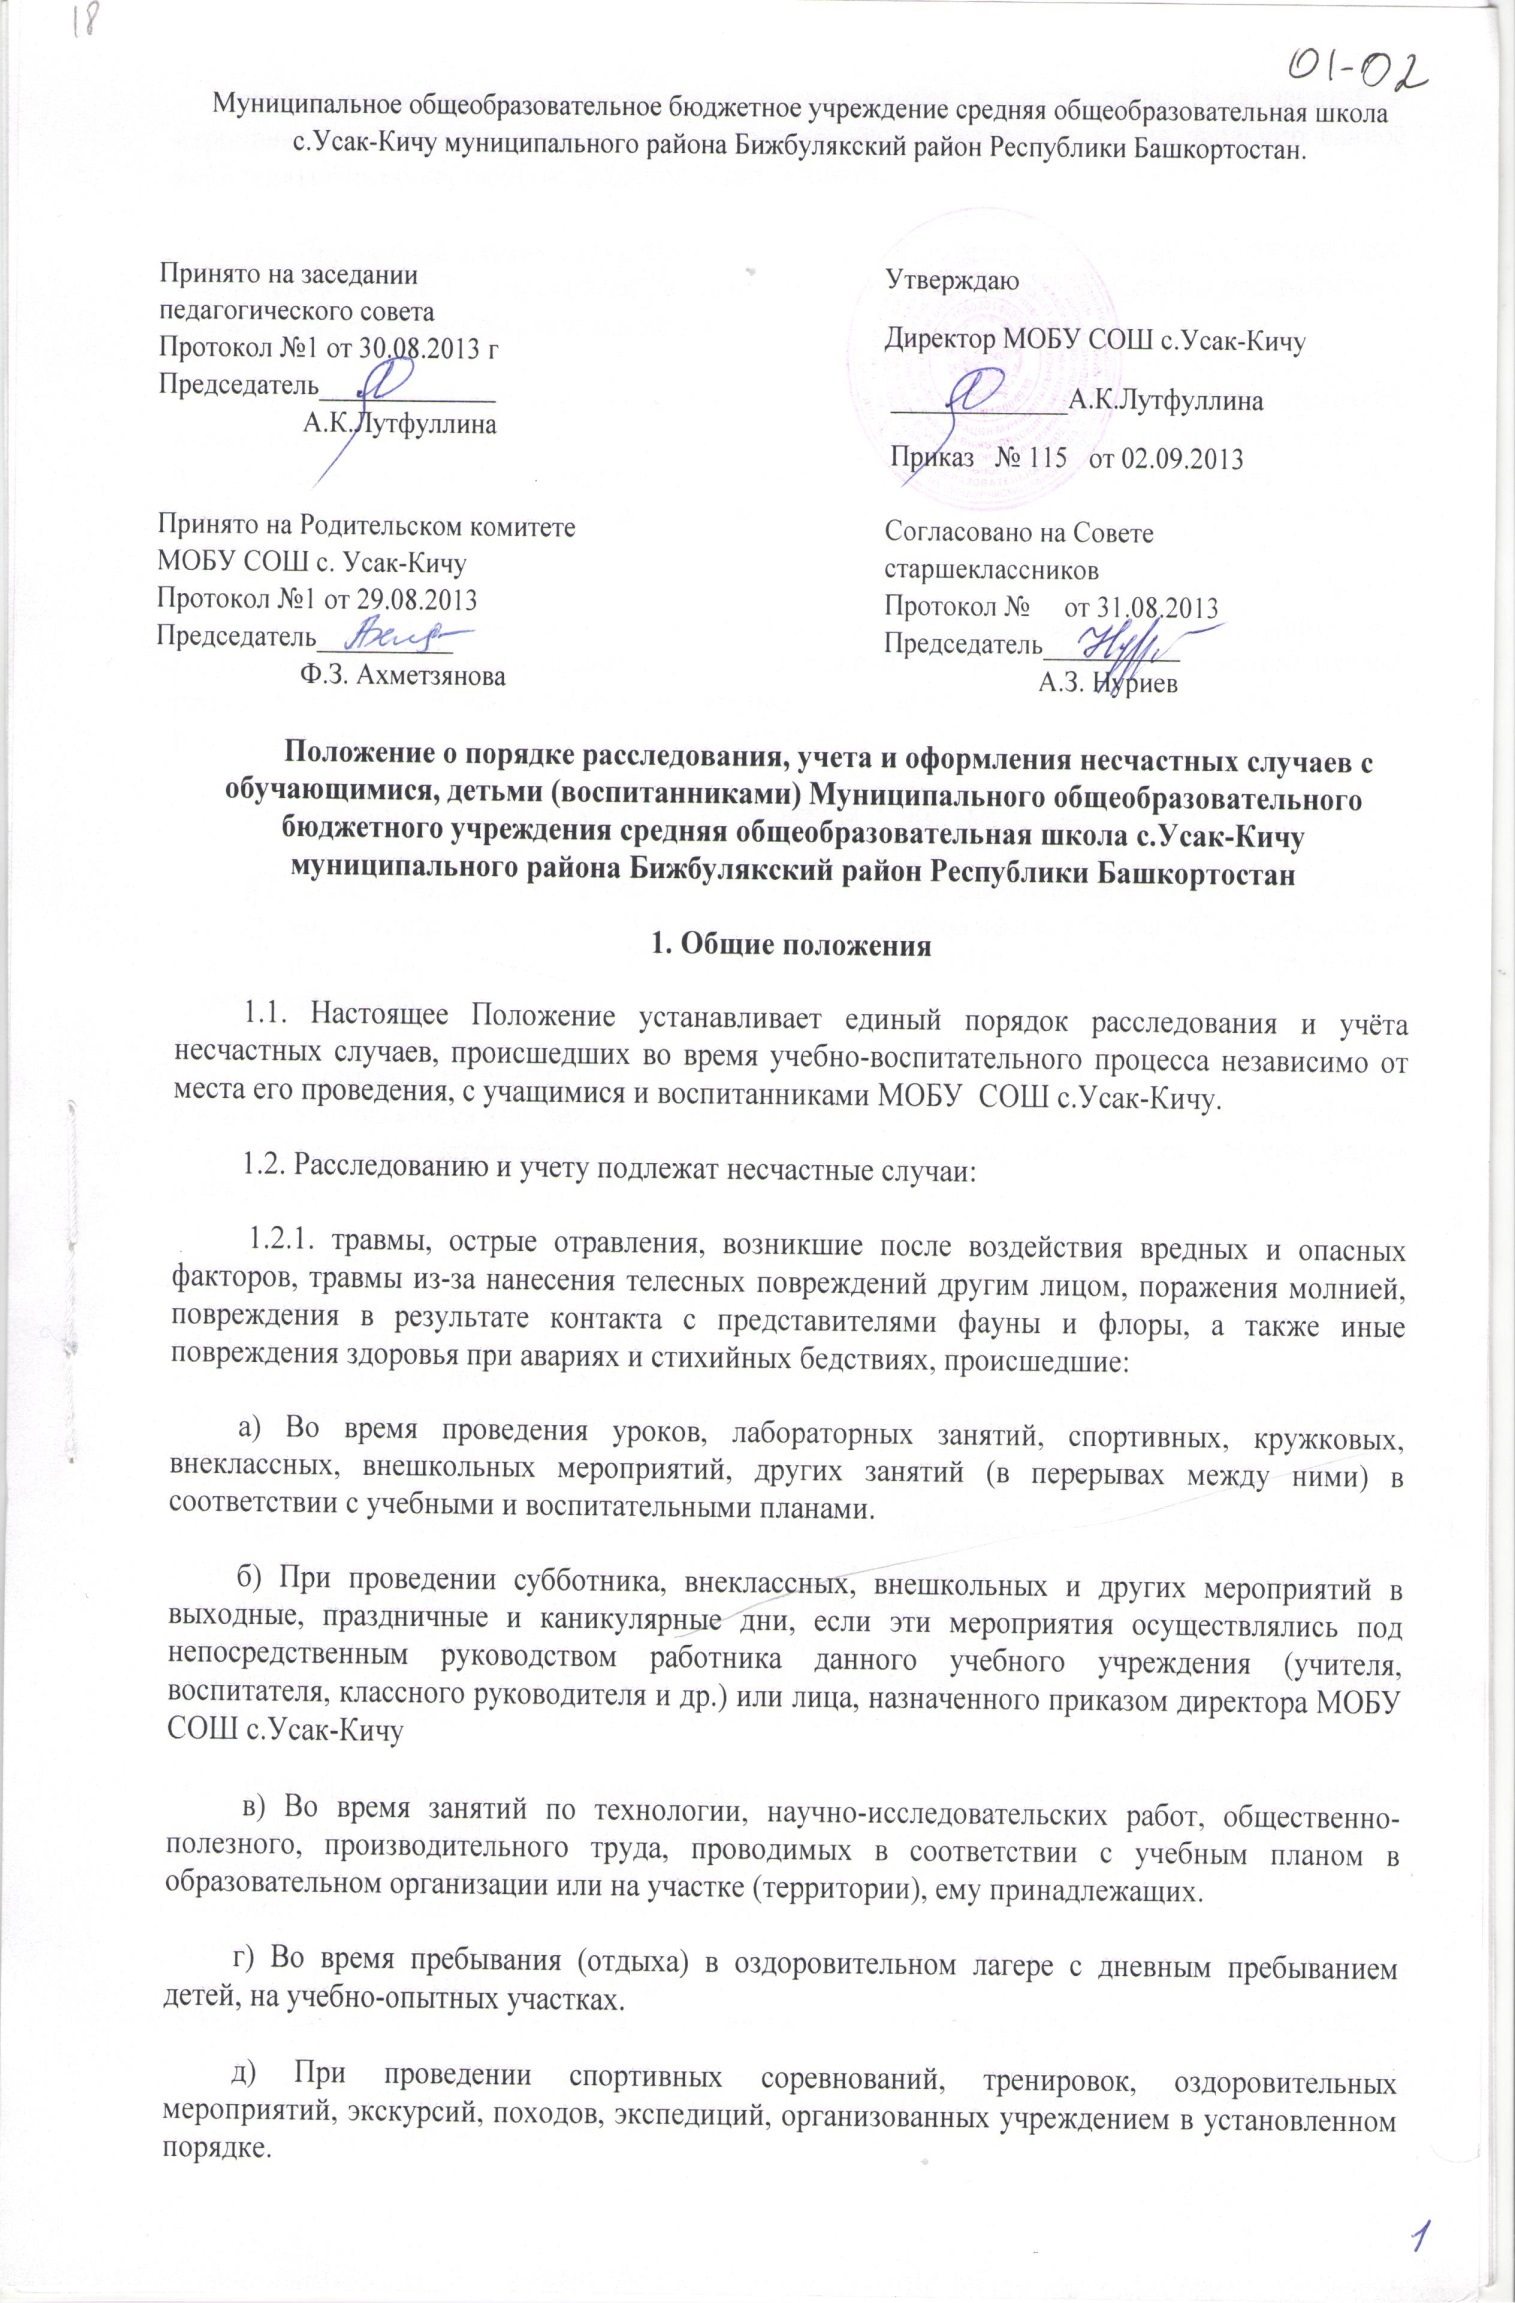 18
01-02
Муниципальное общеобразовательное бюджетное учреждение средняя общеобразовательная школа
с.Усак-Кичу муниципального района Бижбулякский район Республики Башкортостан.
Принято на заседании
педагогического совета
Протокол №1 от 30.08.2013 г
Председатель_____________
А.К.Лутфуллина
Утверждаю
Директор МОБУ СОШ с.Усак-Кичу
_____________А.К.Лутфуллина
Приказ № 115 от 02.09.2013
Принято на Родительском комитете
МОБУ СОШ с. Усак-Кичу
Протокол №1 от 29.08.2013
Председатель__________
Ф.З. Ахметзянова
Согласовано на Совете
старшеклассников
Протокол № от 31.08.2013
Председатель__________
А.З. Нуриев
Положение о порядке расследования, учета и оформления несчастных случаев с
обучающимися, детьми (воспитанниками) Муниципального общеобразовательного
бюджетного учреждения средняя общеобразовательная школа с.Усак-Кичу
муниципального района Бижбулякский район Республики Башкортостан
1. Общие положения
1.1. Настоящее Положение устанавливает единый порядок расследования и учёта
несчастных случаев, происшедших во время учебно-воспитательного процесса независимо от
места его проведения, с учащимися и воспитанниками МОБУ СОШ с.Усак-Кичу.
1.2. Расследованию и учету подлежат несчастные случаи:
1.2.1. травмы, острые отравления, возникшие после воздействия вредных и опасных
факторов, травмы из-за нанесения телесных повреждений другим лицом, поражения молнией,
повреждения в результате контакта с представителями фауны и флоры, а также иные
повреждения здоровья при авариях и стихийных бедствиях, происшедшие:
а) Во время проведения уроков, лабораторных занятий, спортивных, кружковых,
внеклассных, внешкольных мероприятий, других занятий (в перерывах между ними) в
соответствии с учебными и воспитательными планами.
б) При проведении субботника, внеклассных, внешкольных и других мероприятий в
выходные, праздничные и каникулярные дни, если эти мероприятия осуществлялись под
непосредственным руководством работника данного учебного учреждения (учителя,
воспитателя, классного руководителя и др.) или лица, назначенного приказом директора МОБУ
СОШ с.Усак-Кичу
в) Во время занятий по технологии, научно-исследовательских работ, общественно-
полезного, производительного труда, проводимых в соответствии с учебным планом в
образовательном организации или на участке (территории), ему принадлежащих.
г) Во время пребывания (отдыха) в оздоровительном лагере с дневным пребыванием
детей, на учебно-опытных участках.
д) При проведении спортивных соревнований, тренировок, оздоровительных
мероприятий, экскурсий, походов, экспедиций, организованных учреждением в установленном
порядке.
1